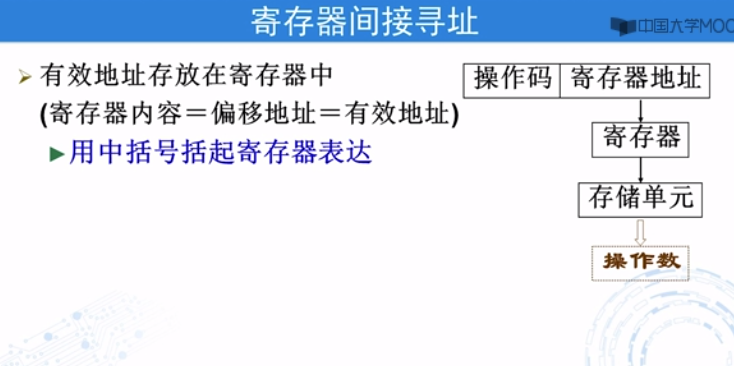 寄存器间接寻址
中国大学MOO
有效地址存放在寄存器中
(寄存器内容＝偏移地址＝有效地址)
用中括号括起寄存器表达
操作码 寄存器地址
寄存器
存储单元
操作数